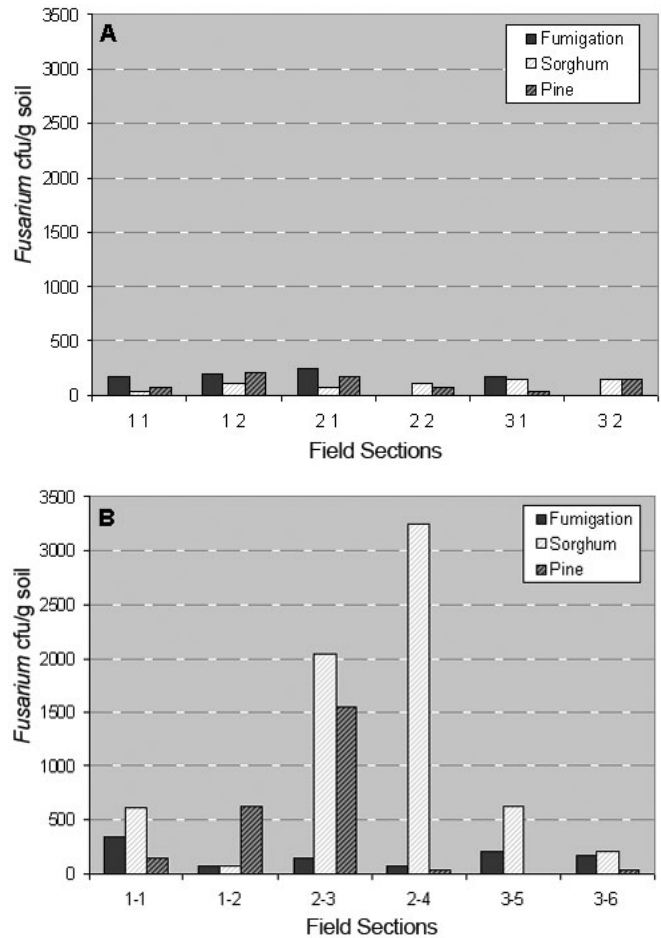 A
Fusarium cfu/g soil
3500
3000
2500
2000
1500
1000
500
0
Fumigation
Sorghum
Pine
1 1
1 2
2 1
2 2
3 1
3 2
Field Sections
B
Fusarium cfu/g soil
3500
3000
2500
2000
1500
1000
500
0
Fumigation
Sorghum
Pine
1-1
1-2
2-3
2-4
3-5
3-6
Field Sections